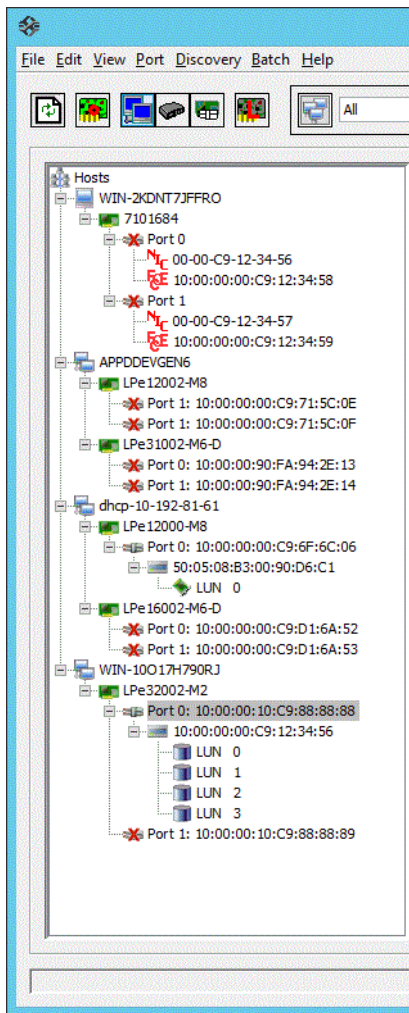 File Edit View Port Discovery Batch Help
All
Hosts
WIN-2KDNT7JFFRO
7101684
Port 0
NIC 00-00-C9-12-34-56
FCoE 10:00:00:00:C9:12:34:58
Port 1
NIC 00-00-C9-12-34-57
FCoE 10:00:00:00:C9:12:34:59
APPDDEVGEN6
LPe12002-M8
Port 1: 10:00:00:00:C9:71:5C:0E
Port 1: 10:00:00:00:C9:71:5C:0F
LPe31002-M6-D
Port 0: 10:00:00:90:FA:94:2E:13
Port 1: 10:00:00:90:FA:94:2E:14
dhcp-10-192-81-61
LPe12000-M8
Port 0: 10:00:00:00:C9:6F:6C:06
50:05:08:B3:00:90:D6:C1
LUN 0
LPe16002-M6-D
Port 0: 10:00:00:00:C9:D1:6A:52
Port 1: 10:00:00:00:C9:D1:6A:53
WIN-10O17H790RJ
LPe32002-M2
Port 0: 10:00:00:10:C9:88:88:88
10:00:00:00:C9:12:34:56
LUN 0
LUN 1
LUN 2
LUN 3
Port 1: 10:00:00:10:C9:88:88:89